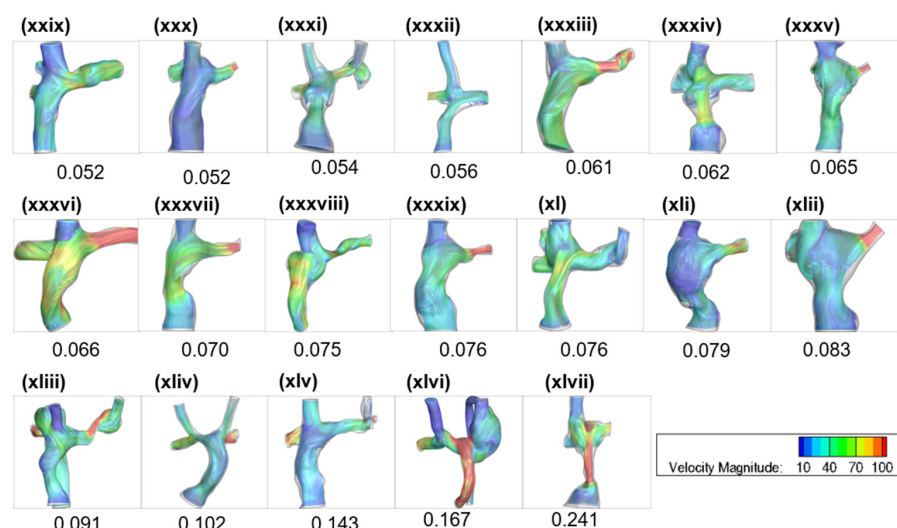 (xxix) (xxx) (xxxi) (xxxii) (xxxiii) (xxxiv) (xxxv)
0.052 0.052 0.054 0.056 0.061 0.062 0.065
(xxxvi) (xxxvii) (xxxviii) (xxxix) (xl) (xli) (xlii)
0.066 0.070 0.075 0.076 0.076 0.079 0.083
(xliii) (xliv) (xlv) (xlvi) (xlvii)
Velocity Magnitude: 10 40 70 100
0.091 0.102 0.143 0.167 0.241